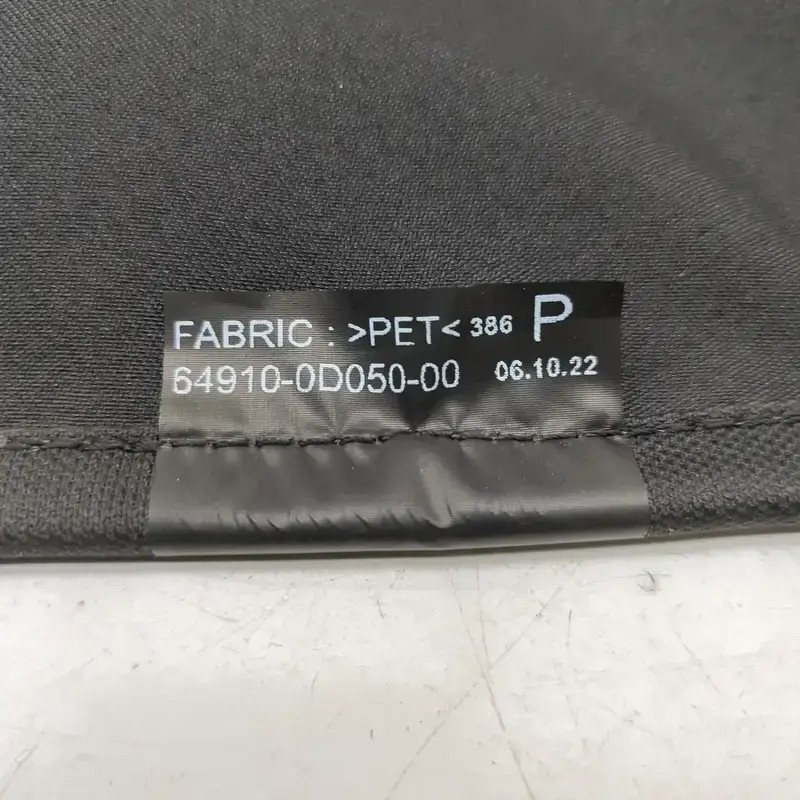 FABRIC : >PET< 386 P
64910-0D050-00 06.10.22